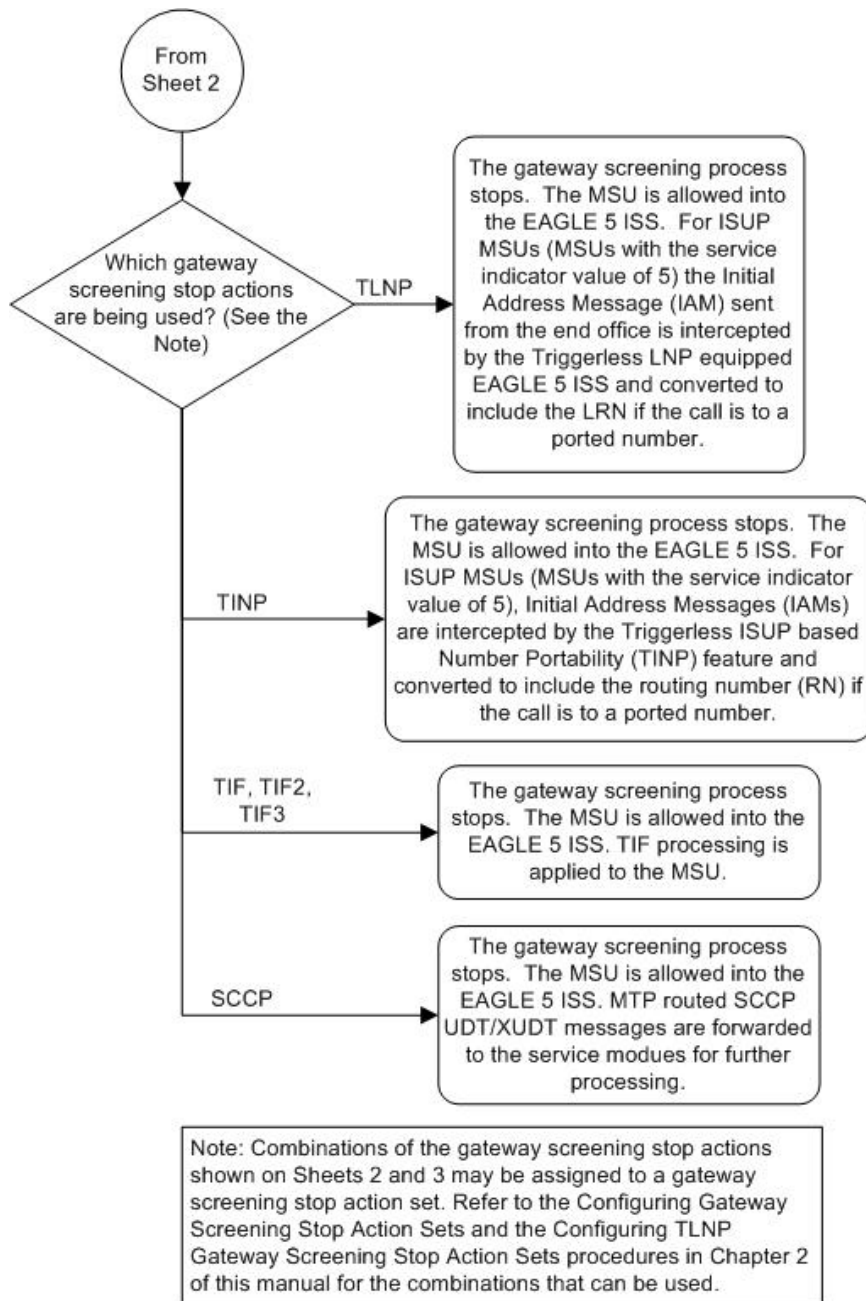 From
Sheet 2
Which gateway
screening stop actions
are being used? (See the
Note)
TLNP
The gateway screening process
stops. The MSU is allowed into
the EAGLE 5 ISS. For ISUP
MSUs (MSUs with the service
indicator value of 5) the Initial
Address Message (IAM) sent
from the end office is intercepted
by the Triggerless LNP equipped
EAGLE 5 ISS and converted to
include the LRN if the call is to a
ported number.
TINP
The gateway screening process stops. The
MSU is allowed into the EAGLE 5 ISS. For
ISUP MSUs (MSUs with the service indicator
value of 5), Initial Address Messages (IAMs)
are intercepted by the Triggerless ISUP based
Number Portability (TINP) feature and
converted to include the routing number (RN) if
the call is to a ported number.
TIF, TIF2,
TIF3
The gateway screening process
stops. The MSU is allowed into the
EAGLE 5 ISS. TIF processing is
applied to the MSU.
SCCP
The gateway screening process
stops. The MSU is allowed into the
EAGLE 5 ISS. MTP routed SCCP
UDT/XUDT messages are forwarded
to the service modues for further
processing.
Note: Combinations of the gateway screening stop actions
shown on Sheets 2 and 3 may be assigned to a gateway
screening stop action set. Refer to the Configuring Gateway
Screening Stop Action Sets and the Configuring TLNP
Gateway Screening Stop Action Sets procedures in Chapter 2
of this manual for the combinations that can be used.